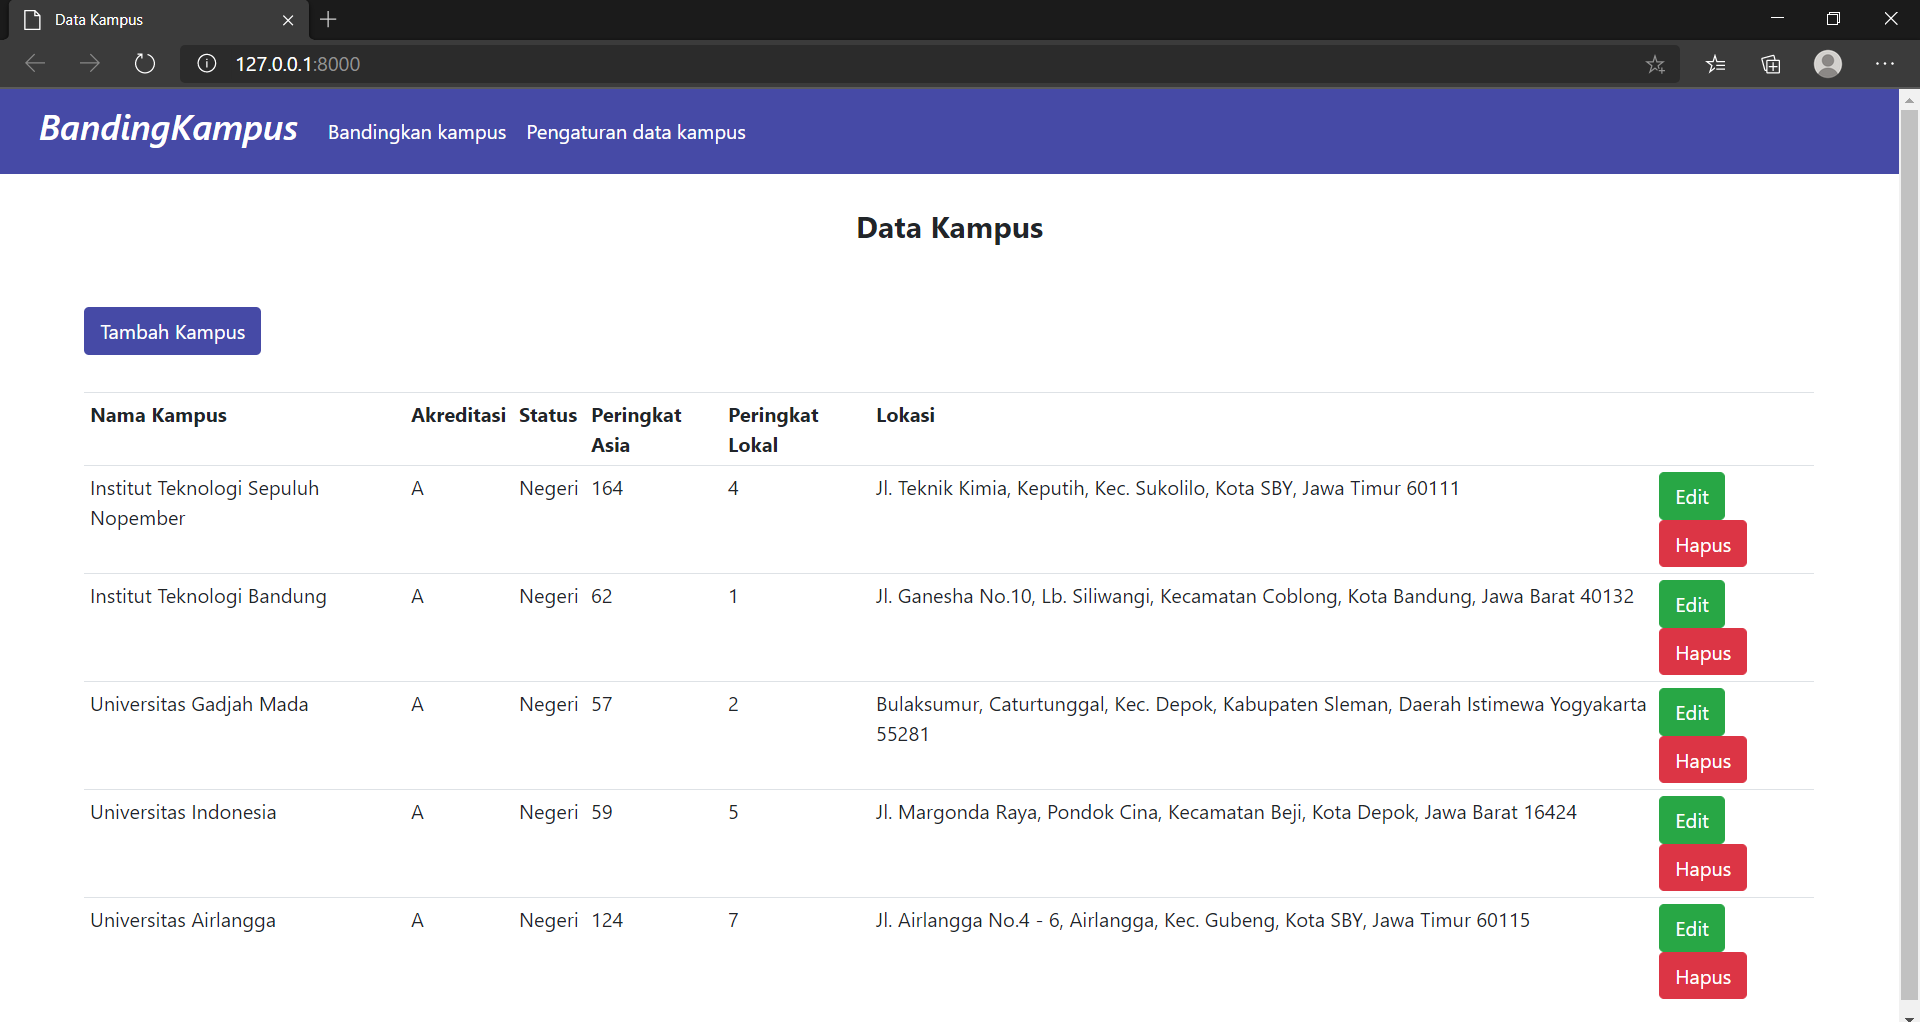 Data Kampus
127.0.0.1:8000
BandingKampus Bandingkan kampus Pengaturan data kampus
Data Kampus
Tambah Kampus
Nama Kampus Akreditasi Status Peringkat Asia Peringkat Lokal Lokasi
Institut Teknologi Sepuluh Nopember A Negeri 164 4 Jl. Teknik Kimia, Keputih, Kec. Sukolilo, Kota SBY, Jawa Timur 60111 Edit
Hapus
Institut Teknologi Bandung A Negeri 62 1 Jl. Ganesha No.10, Lb. Siliwangi, Kecamatan Coblong, Kota Bandung, Jawa Barat 40132 Edit
Hapus
Universitas Gadjah Mada A Negeri 57 2 Bulaksumur, Caturtunggal, Kec. Depok, Kabupaten Sleman, Daerah Istimewa Yogyakarta 55281 Edit
Hapus
Universitas Indonesia A Negeri 59 5 Jl. Margonda Raya, Pondok Cina, Kecamatan Beji, Kota Depok, Jawa Barat 16424 Edit
Hapus
Universitas Airlangga A Negeri 124 7 Jl. Airlangga No.4 - 6, Airlangga, Kec. Gubeng, Kota SBY, Jawa Timur 60115 Edit
Hapus